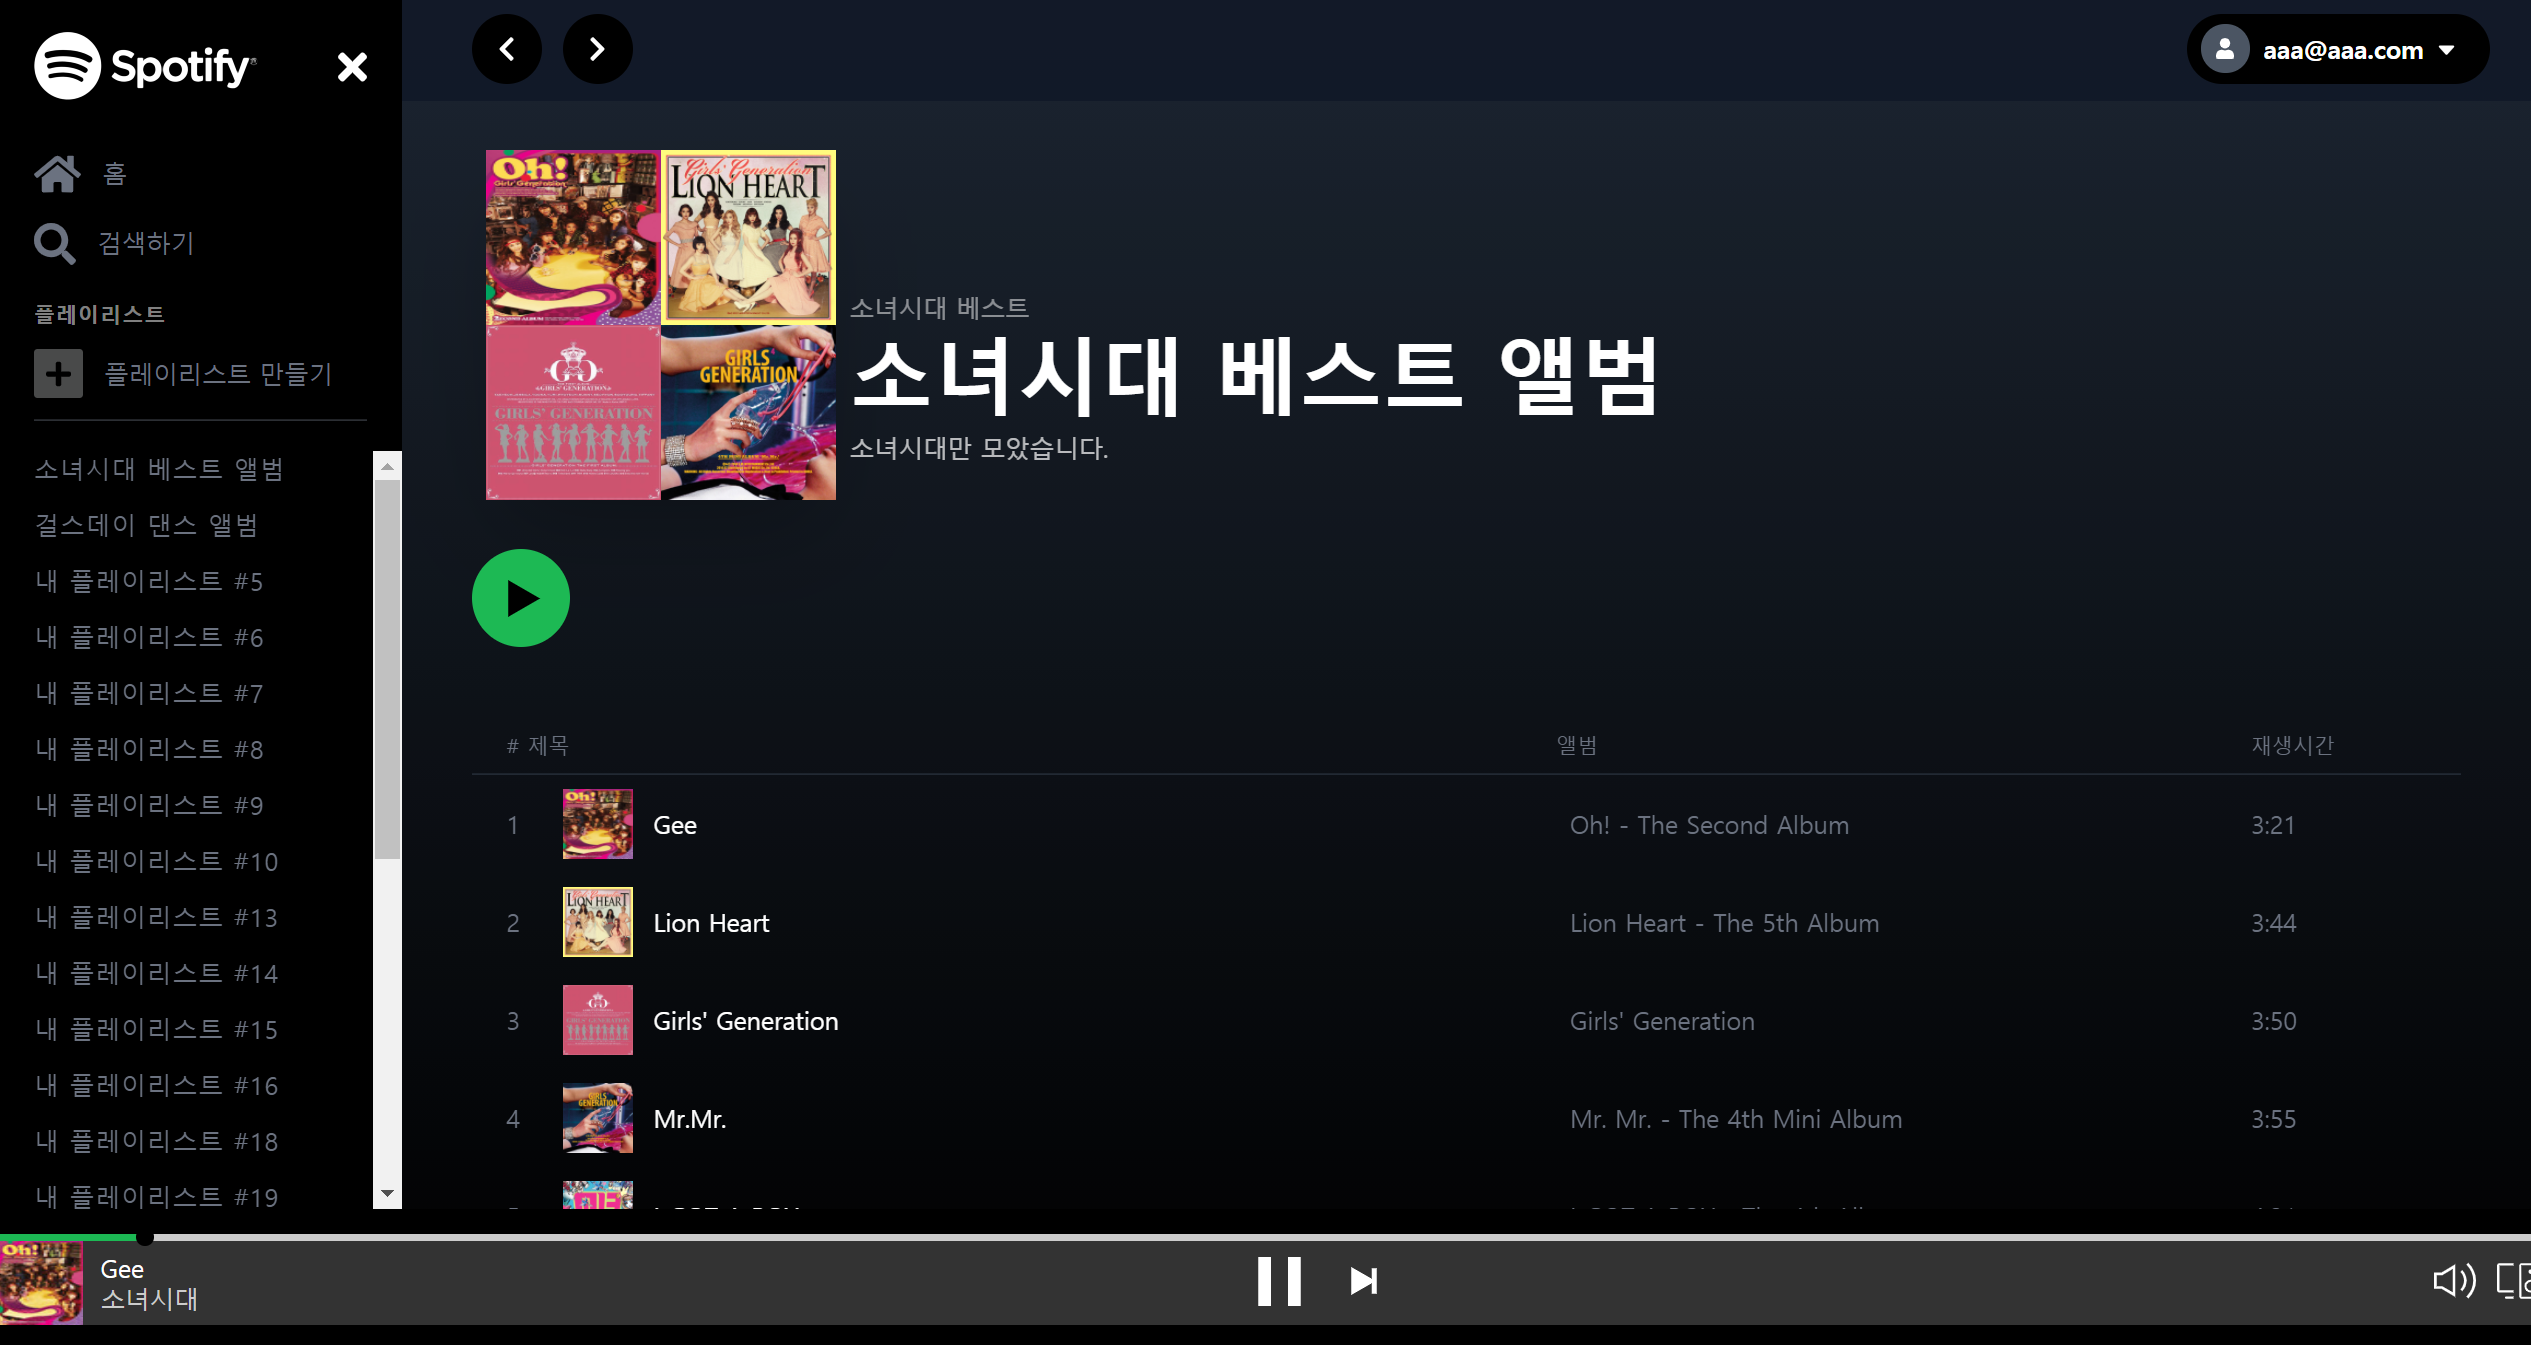 Spotify
aaa@aaa.com
홈
검색하기
플레이리스트
플레이리스트 만들기
소녀시대 베스트 앨범
걸스데이 댄스 앨범
내 플레이리스트 #5
내 플레이리스트 #6
내 플레이리스트 #7
내 플레이리스트 #8
내 플레이리스트 #9
내 플레이리스트 #10
내 플레이리스트 #13
내 플레이리스트 #14
내 플레이리스트 #15
내 플레이리스트 #16
내 플레이리스트 #18
내 플레이리스트 #19
Oh!
Girls' Generation
Girls' Generation
LION HEART
GIRLS' GENERATION
GIRLS' GENERATION
GIRLS
GENERATION
소녀시대 베스트
소녀시대 베스트 앨범
소녀시대만 모았습니다.
# 제목 앨범 재생시간
1 Gee Oh! - The Second Album 3:21
2 Lion Heart Lion Heart - The 5th Album 3:44
3 Girls' Generation Girls' Generation 3:50
4 Mr.Mr. Mr. Mr. - The 4th Mini Album 3:55
Gee
소녀시대